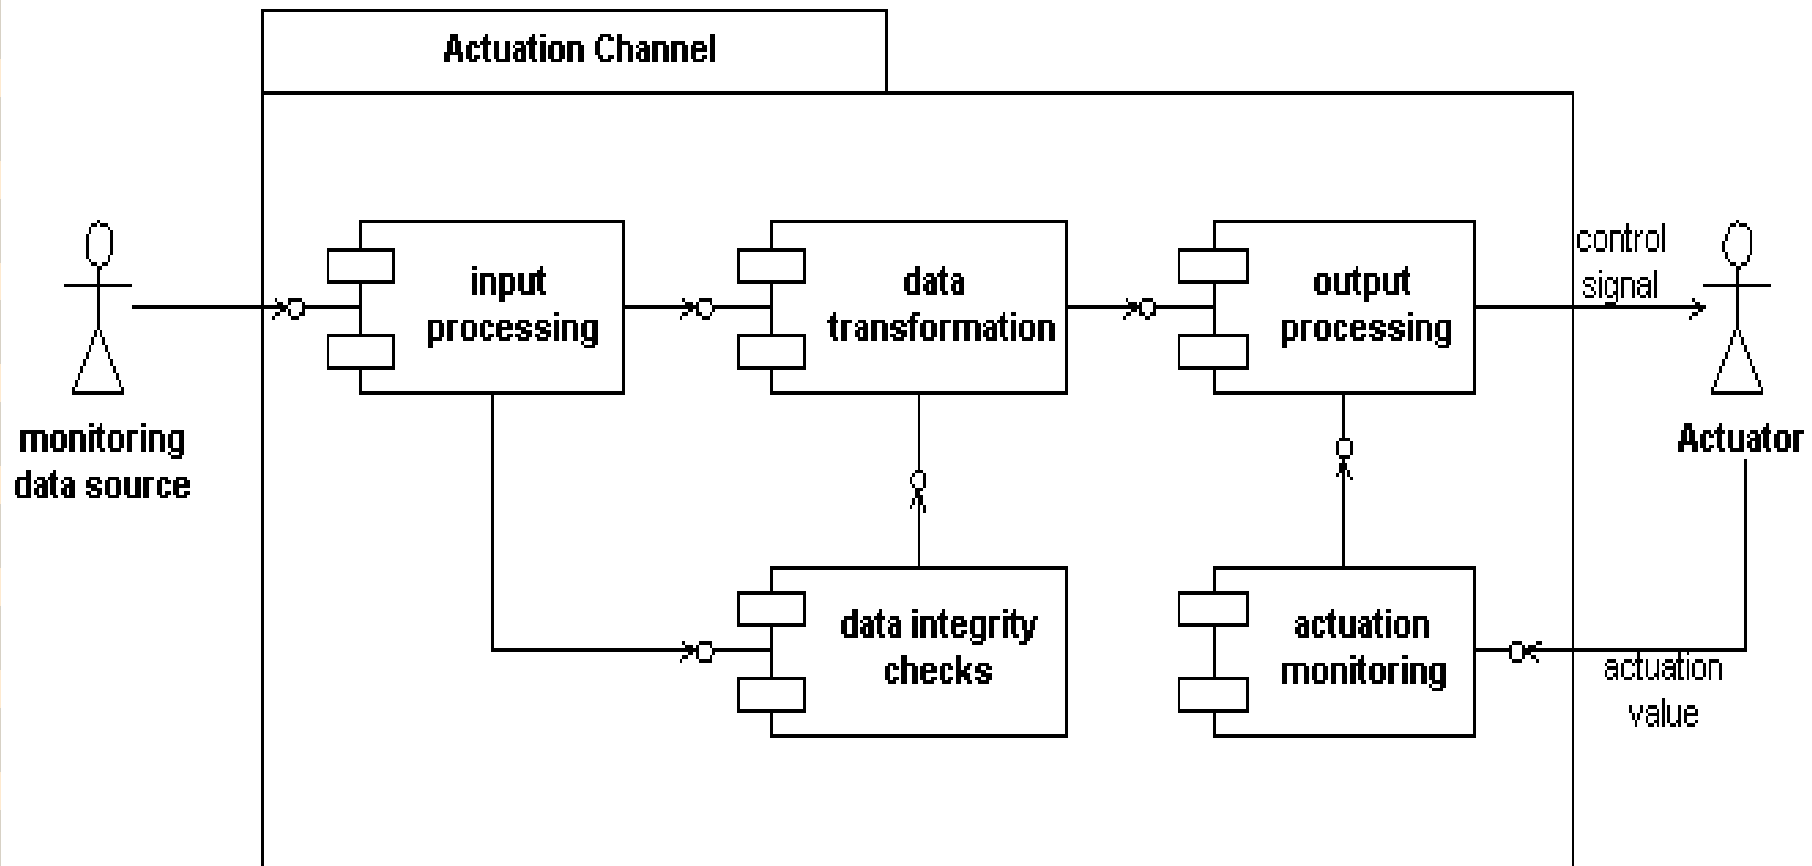 Actuation Channel
input
processing
data
transformation
output
processing
control
signal
monitoring
data source
Actuator
data integrity
checks
actuation
monitoring
actuation
value